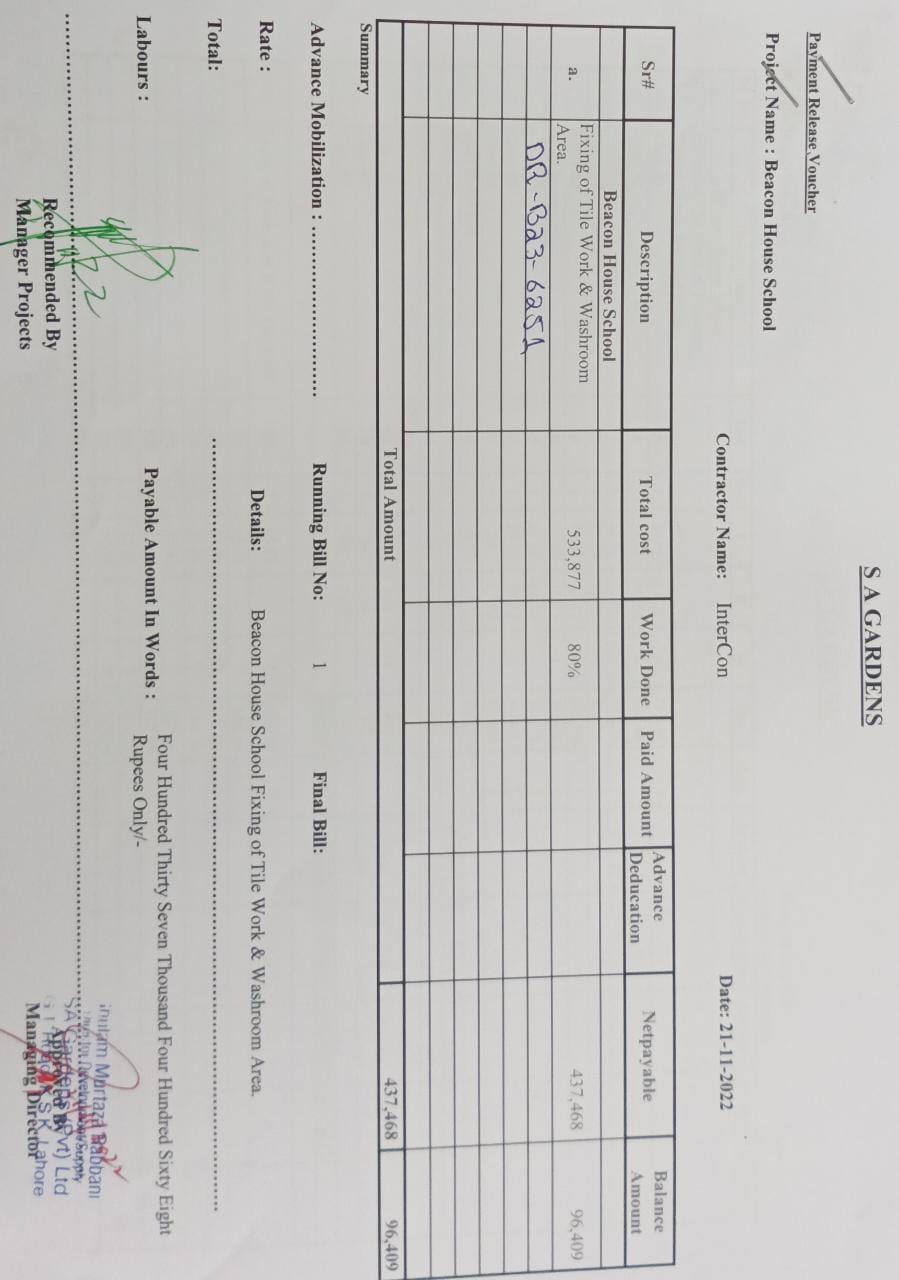 S A GARDENS
Payment Release Voucher
Project Name : Beacon House School
Contractor Name: InterCon
Date: 21-11-2022
Sr# Description Total cost Work Done Paid Amount Advance Deducation Netpayable Balance Amount
Beacon House School
a. Fixing of Tile Work & Washroom Area. 533,877 80% 437,468 96,409
DR-B23-6251
Total Amount 437,468 96,409
Summary
Advance Mobilization : ............................ Running Bill No: 1 Final Bill:
Rate : Details: Beacon House School Fixing of Tile Work & Washroom Area.
Total:
Labours : Payable Amount In Words : Four Hundred Thirty Seven Thousand Four Hundred Sixty Eight
Rupees Only/-
Recommended By
Manager Projects
Murtaza Rabbani
SA Gardens (Pvt) Ltd
Lahore
Approved By
Managing Director